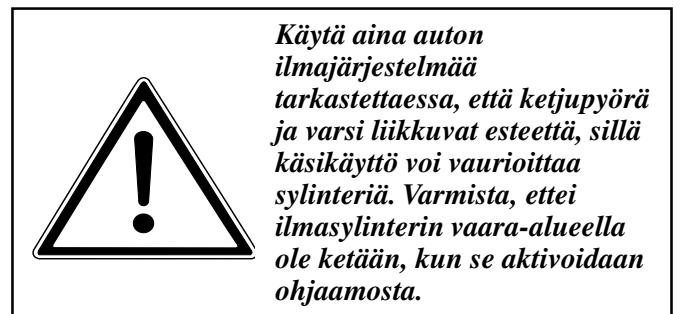 Käytä aina auton
ilmajärjestelmää
tarkastettaessa, että ketjupyörä
ja varsi liikkuvat esteettä, sillä
käsikäyttö voi vaurioittaa
sylinteriä. Varmista, ettei
ilmasylinterin vaara-alueella
ole ketään, kun se aktivoidaan
ohjaamosta.